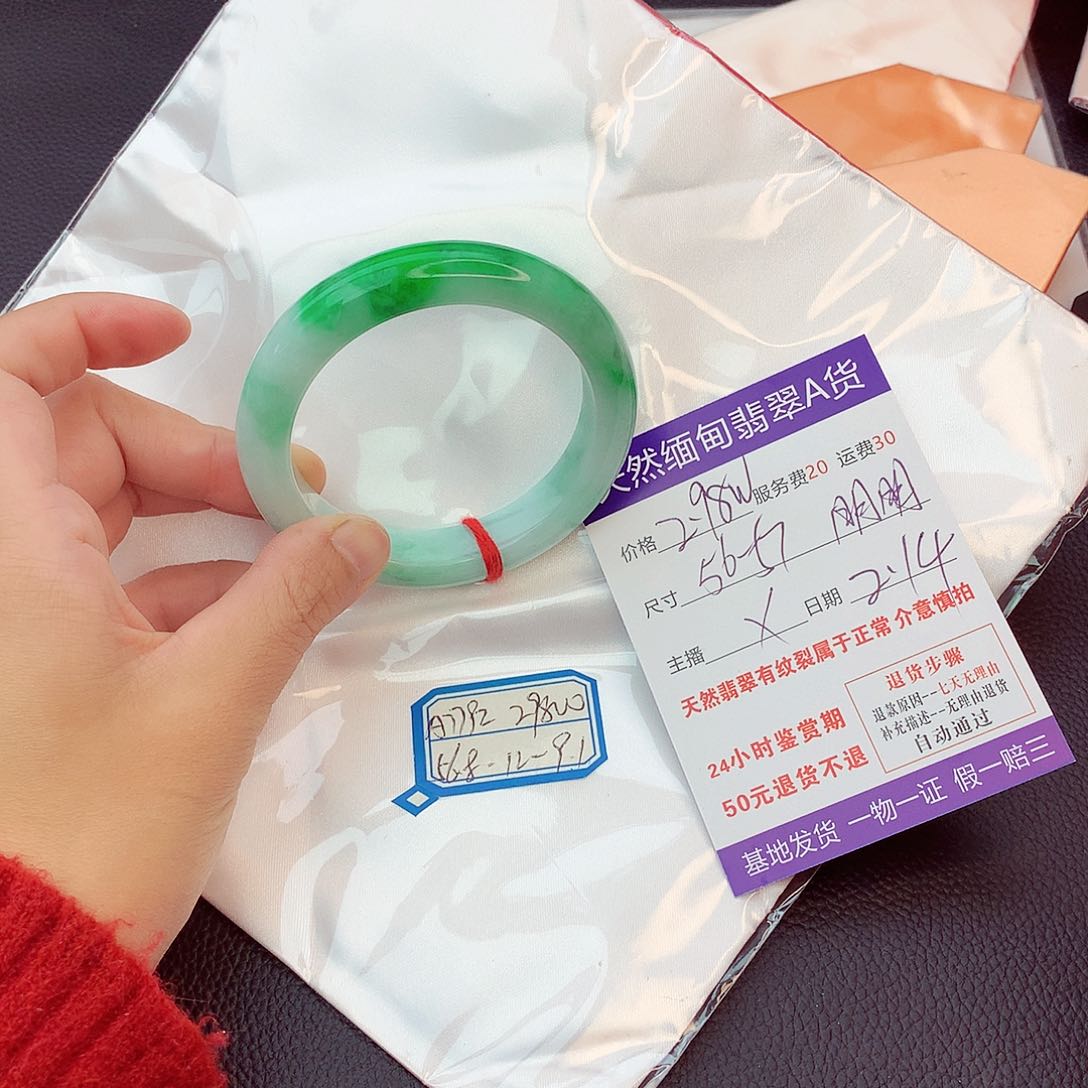 天然缅甸翡翠A货
价格 2.98W 服务费20 运费30
尺寸 56-57 明明
主播 X 日期 2.14
天然翡翠有纹裂属于正常 介意慎拍
24小时鉴赏期
50元退货不退
退货步骤
退款原因--七天无理由
补充描述--无理由退货
自动通过
基地发货 一物一证 假一赔三
A7792 2.98W
56.8-12-9.1